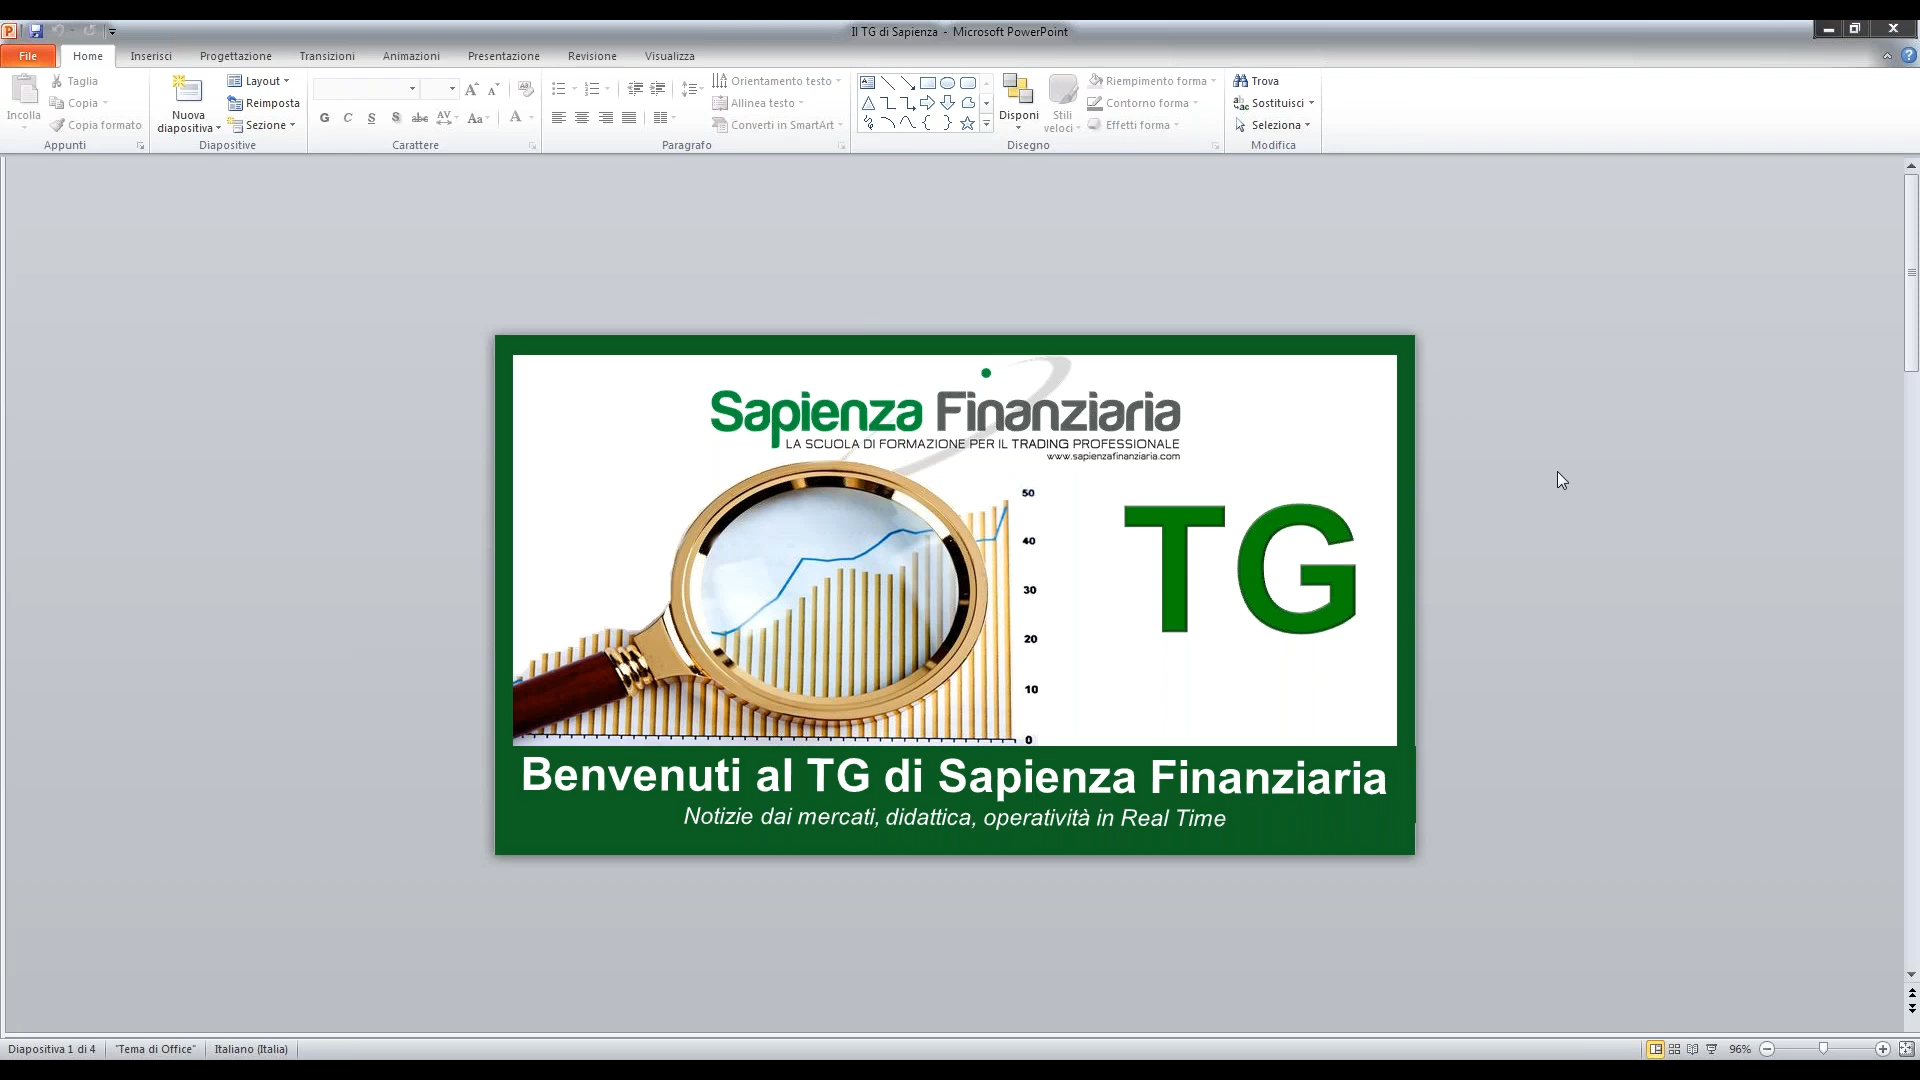 Il TG di Sapienza - Microsoft PowerPoint
File Home Inserisci Progettazione Transizioni Animazioni Presentazione Revisione Visualizza
Incolla
Taglia
Copia
Copia formato
Appunti
Nuova
diapositiva
Layout
Reimposta
Sezione
Diapositive
G C S S abc AV Aa A
Carattere
Orientamento testo
Allinea testo
Converti in SmartArt
Paragrafo
Disponi
Stili
veloci
Riempimento forma
Contorno forma
Effetti forma
Disegno
Trova
Sostituisci
Seleziona
Modifica
Sapienza Finanziaria
LA SCUOLA DI FORMAZIONE PER IL TRADING PROFESSIONALE
www.sapienzafinanziaria.com
50
40
30
20
10
0
TG
Benvenuti al TG di Sapienza Finanziaria
Notizie dai mercati, didattica, operatività in Real Time
Diapositiva 1 di 4 "Tema di Office" Italiano (Italia) 96%